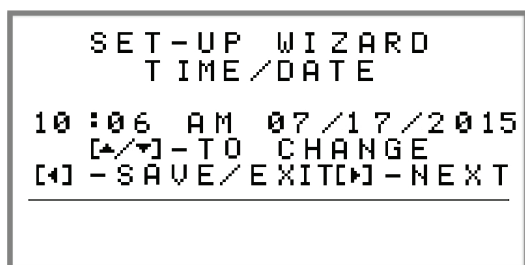 SET-UP WIZARD
TIME/DATE
10:06 AM 07/17/2015
[▲/▼]-TO CHANGE
[◀]-SAVE/EXIT[▶]-NEXT